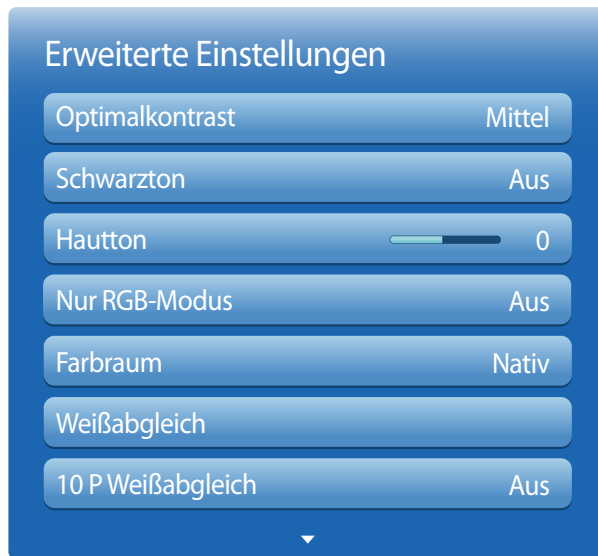 Erweiterte Einstellungen
Optimalkontrast Mittel
Schwarzton Aus
Hautton 0
Nur RGB-Modus Aus
Farbraum Nativ
Weißabgleich
10 P Weißabgleich Aus